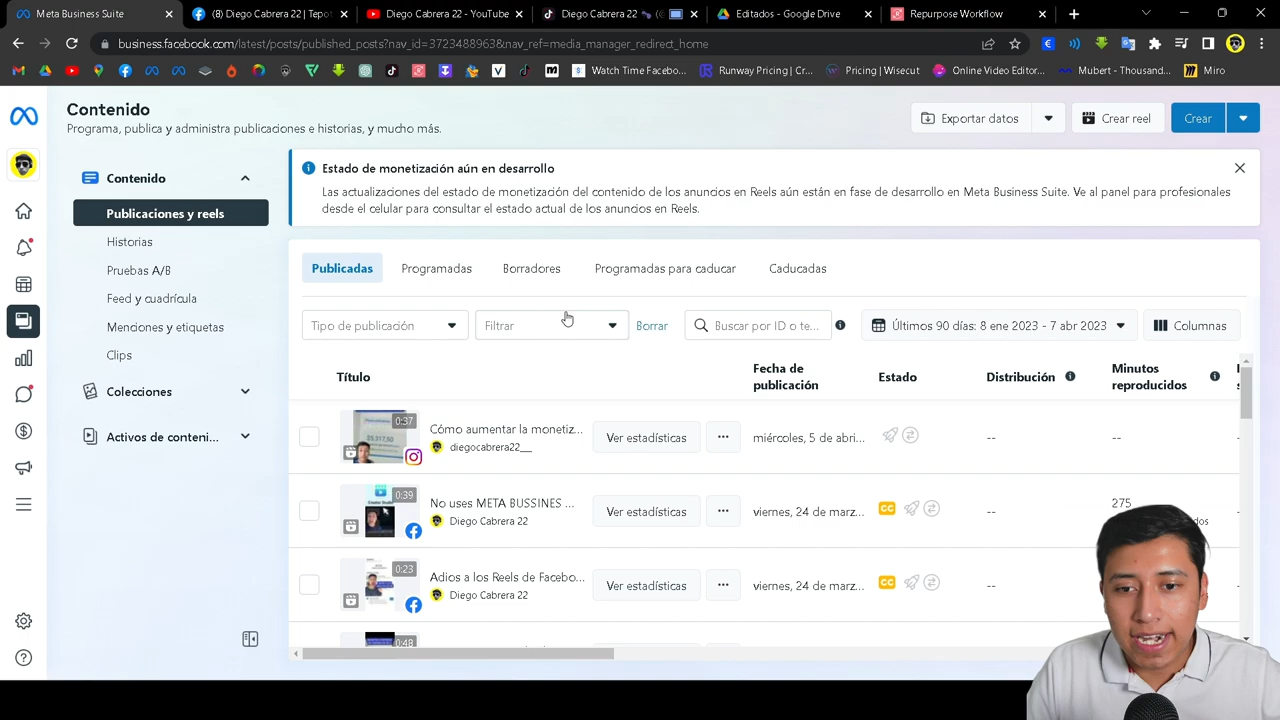 Meta Business Suite
(8) Diego Cabrera 22 | Tepot
Diego Cabrera 22 - YouTube
Diego Cabrera 22
Editados - Google Drive
Repurpose Workflow
business.facebook.com/latest/posts/published_posts?nav_id=3723488963&nav_ref=media_manager_redirect_home
Watch Time Facebo...
Runway Pricing | Cr...
Pricing | Wisecut
Online Video Editor...
Mubert - Thousand...
Miro
Contenido
Programa, publica y administra publicaciones e historias, y mucho más.
Exportar datos
Crear reel
Crear
Contenido
Publicaciones y reels
Historias
Pruebas A/B
Feed y cuadrícula
Menciones y etiquetas
Clips
Colecciones
Activos de conteni...
Estado de monetización aún en desarrollo
Las actualizaciones del estado de monetización del contenido de los anuncios en Reels aún están en fase de desarrollo en Meta Business Suite. Ve al panel para profesionales
desde el celular para consultar el estado actual de los anuncios en Reels.
Publicadas
Programadas
Borradores
Programadas para caducar
Caducadas
Tipo de publicación
Filtrar
Borrar
Buscar por ID o te...
Últimos 90 días: 8 ene 2023 - 7 abr 2023
Columnas
Título
Fecha de
publicación
Estado
Distribución
Minutos
reproducidos
0:37
Cómo aumentar la monetiz...
diegocabrera22__
Ver estadísticas
miércoles, 5 de abri...
--
--
0:39
No uses META BUSSINES ...
Diego Cabrera 22
Ver estadísticas
viernes, 24 de marz...
CC
--
275
0:23
Adios a los Reels de Facebo...
Diego Cabrera 22
Ver estadísticas
viernes, 24 de marz...
CC
--
0:48